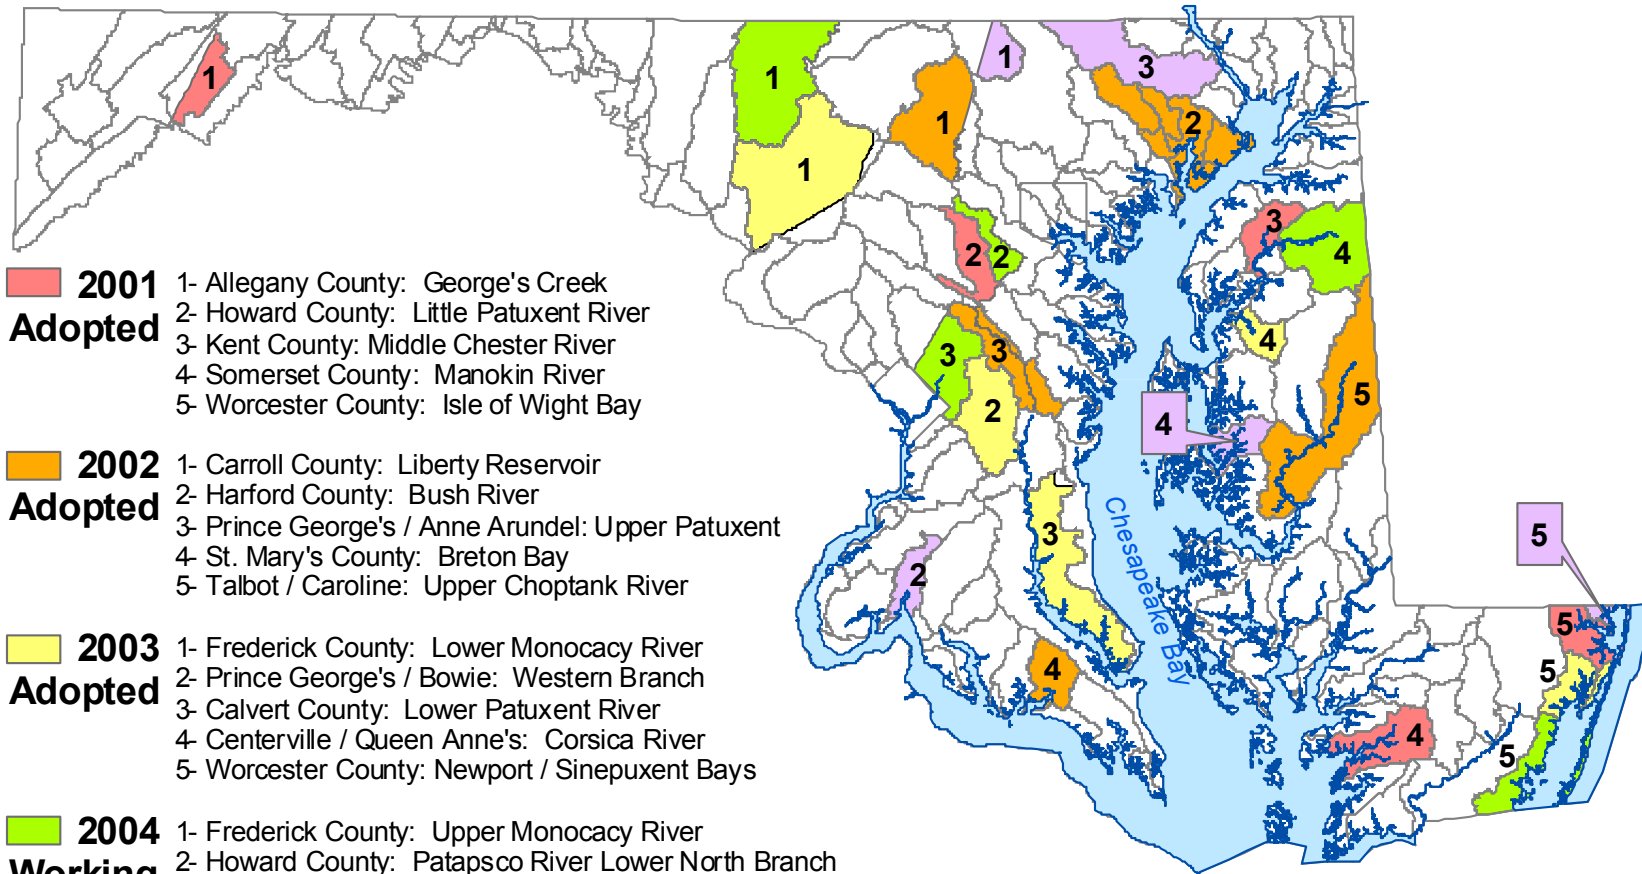 2001
Adopted
1- Allegany County: George's Creek
2- Howard County: Little Patuxent River
3- Kent County: Middle Chester River
4- Somerset County: Manokin River
5- Worcester County: Isle of Wight Bay
2002
Adopted
1- Carroll County: Liberty Reservoir
2- Harford County: Bush River
3- Prince George's / Anne Arundel: Upper Patuxent
4- St. Mary's County: Breton Bay
5- Talbot / Caroline: Upper Choptank River
2003
Adopted
1- Frederick County: Lower Monocacy River
2- Prince George's / Bowie: Western Branch
3- Calvert County: Lower Patuxent River
4- Centerville / Queen Anne's: Corsica River
5- Worcester County: Newport / Sinepuxent Bays
2004
Working
1- Frederick County: Upper Monocacy River
2- Howard County: Patapsco River Lower North Branch
1
1
1
1
1
3
2
2
2
3
4
3
3
2
4
5
4
3
2
4
5
5
5
4
5
Chesapeake Bay